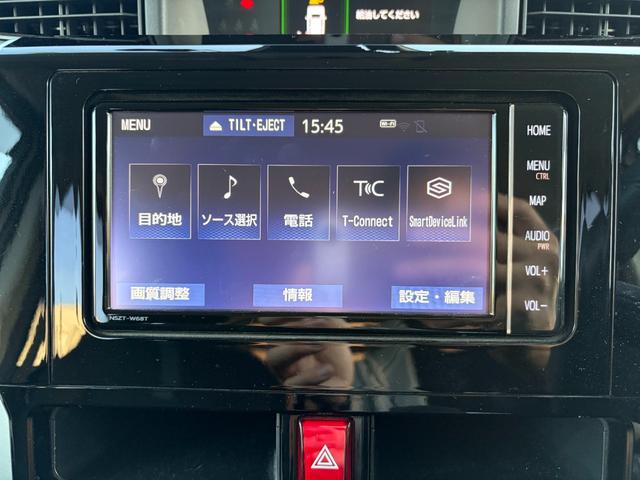 給油してください
MENU
TILT・EJECT
15:45
Wi-Fi
目的地
ソース選択
電話
T-Connect
SmartDeviceLink
画質調整
情報
設定・編集
NSZT-W68T
HOME
MENU
CTRL
MAP
AUDIO
PWR
VOL+
VOL−